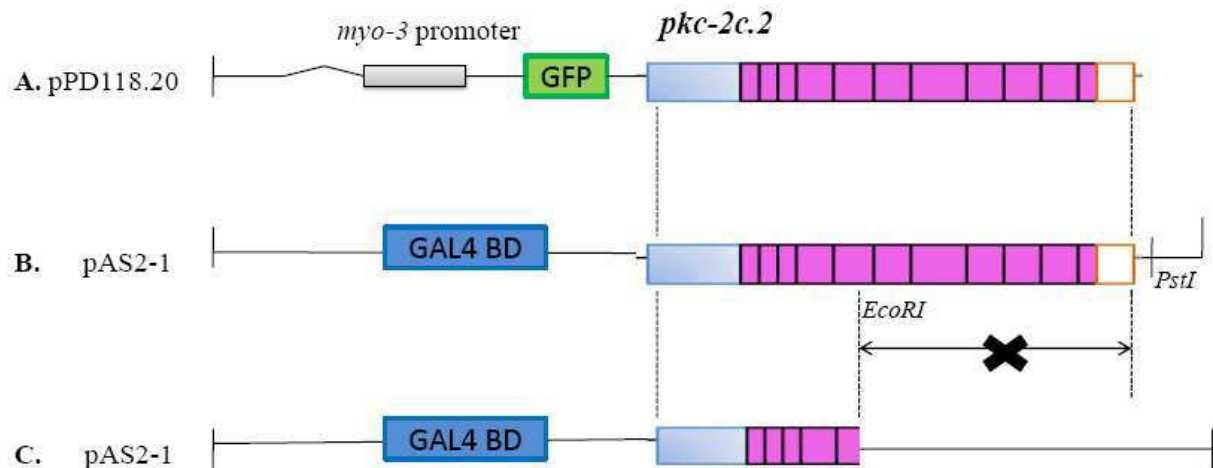 myo-3 promoter
pkc-2c.2
A. pPD118.20
GFP
B. pAS2-1
GAL4 BD
PstI
EcoRI
C. pAS2-1
GAL4 BD